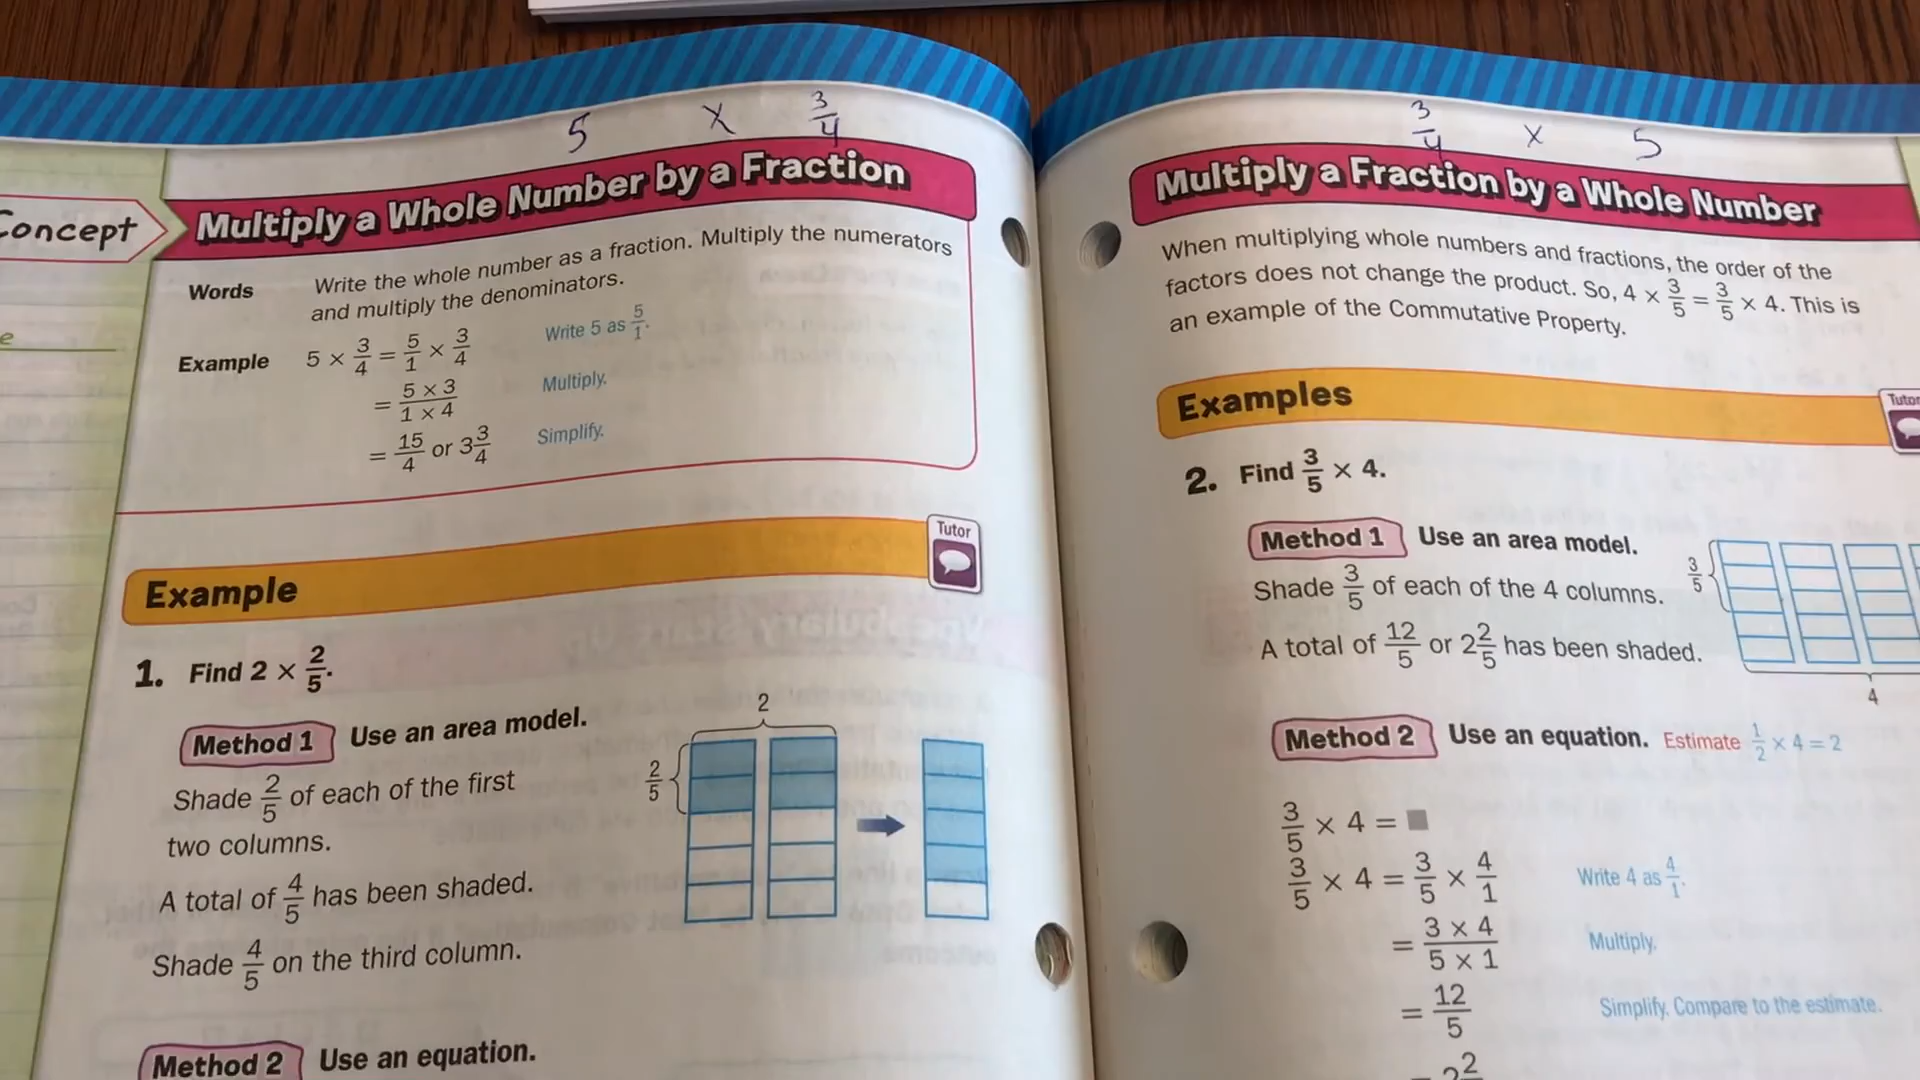 5 x 3/4
Concept
Multiply a Whole Number by a Fraction
Words Write the whole number as a fraction. Multiply the numerators
and multiply the denominators.
Example 5 × 3/4 = 5/1 × 3/4 Write 5 as 5/1.
= 5 × 3/1 × 4 Multiply.
= 15/4 or 3 3/4 Simplify.
Tutor
Example
1. Find 2 × 2/5.
Method 1 Use an area model.
Shade 2/5 of each of the first
two columns.
A total of 4/5 has been shaded.
Shade 4/5 on the third column.
2
2/5
Method 2 Use an equation.
3/4 x 5
Multiply a Fraction by a Whole Number
When multiplying whole numbers and fractions, the order of the
factors does not change the product. So, 4 × 3/5 = 3/5 × 4. This is
an example of the Commutative Property.
Examples
Tutor
2. Find 3/5 × 4.
Method 1 Use an area model.
Shade 3/5 of each of the 4 columns.
A total of 12/5 or 2 2/5 has been shaded.
3/5
4
Method 2 Use an equation. Estimate 1/2 × 4 = 2
3/5 × 4 = ■
3/5 × 4 = 3/5 × 4/1 Write 4 as 4/1.
= 3 × 4/5 × 1 Multiply.
= 12/5 Simplify. Compare to the estimate.